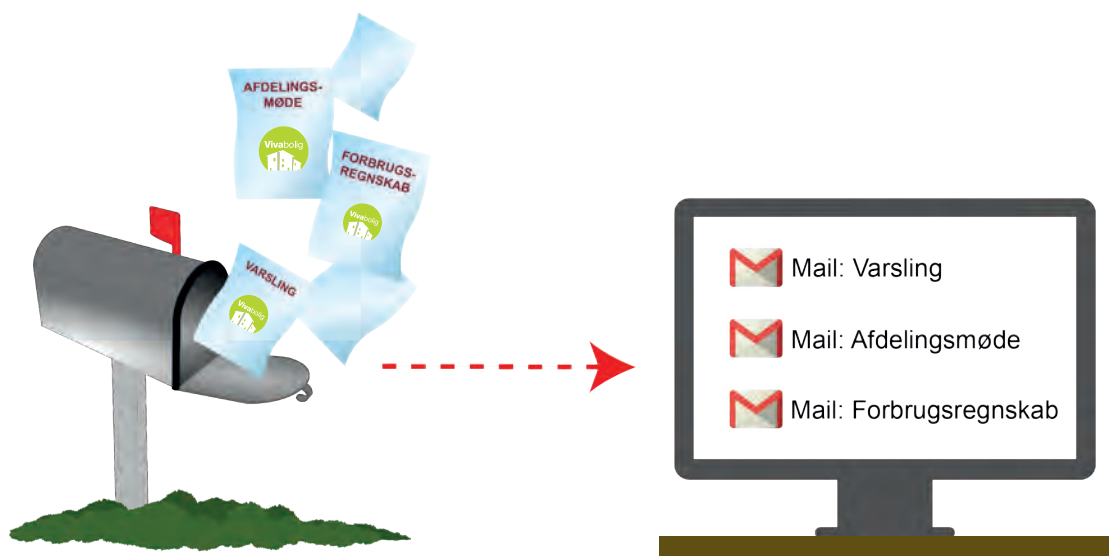 AFDELINGS-
MØDE
Vivabolig
FORBRUGS-
REGNSKAB
Vivabolig
VARSLING
Vivabolig
Mail: Varsling
Mail: Afdelingsmøde
Mail: Forbrugsregnskab